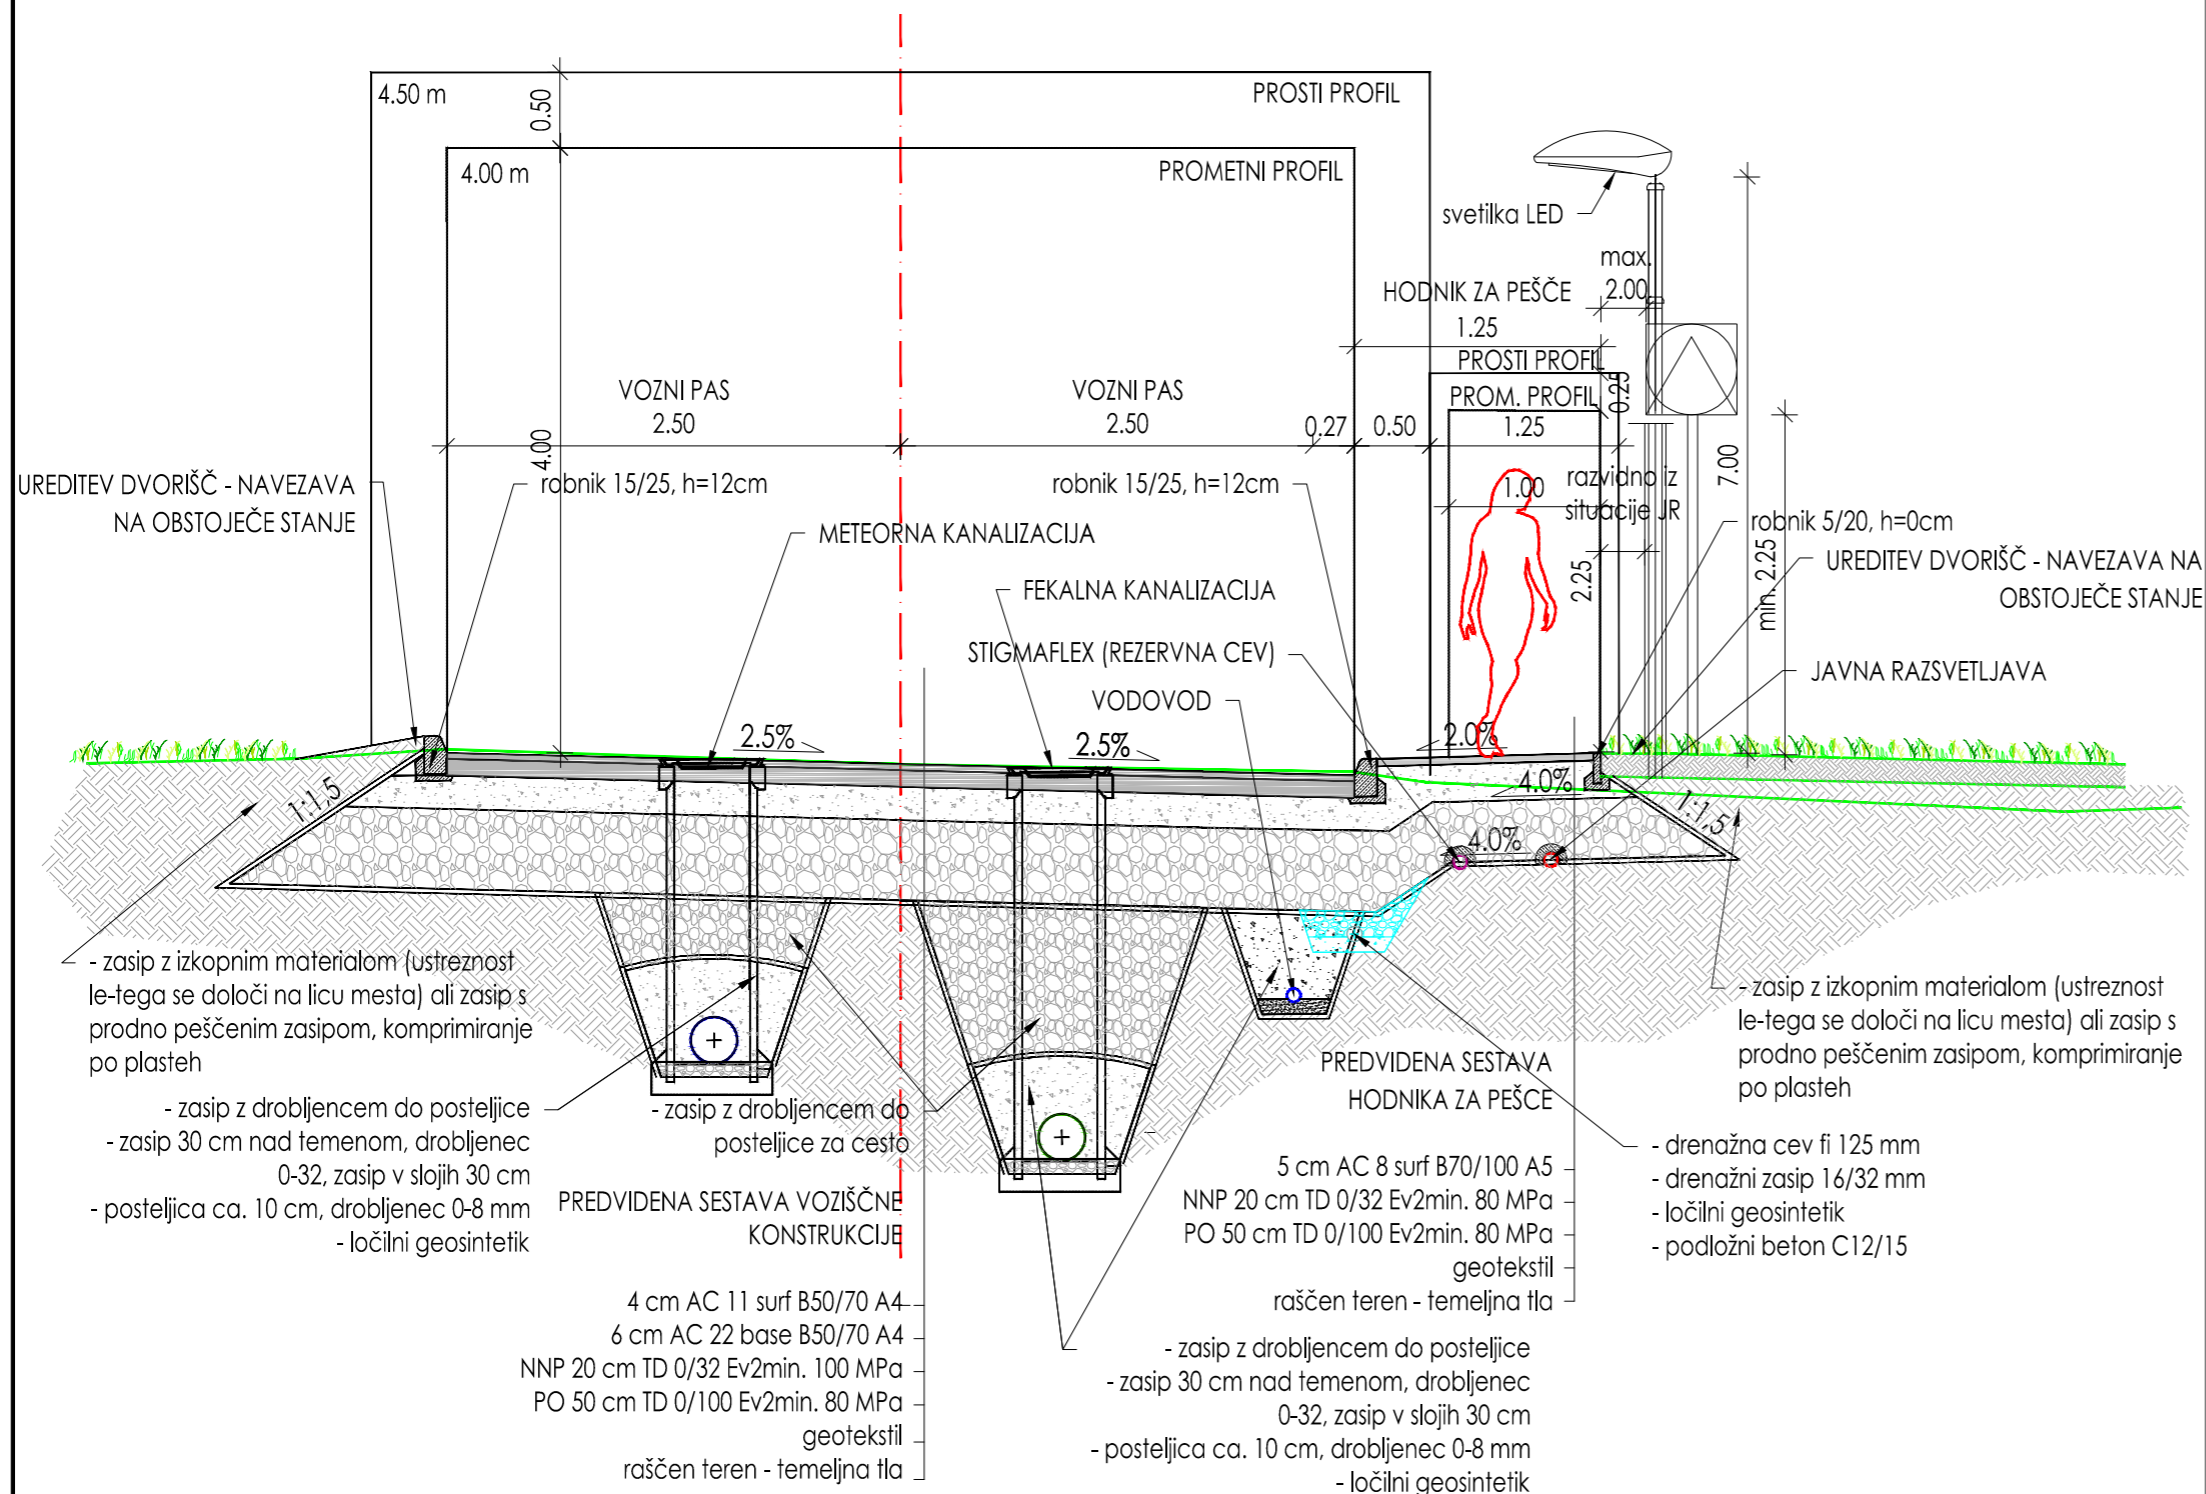 4.50 m
0.50
PROSTI PROFIL
4.00 m
PROMETNI PROFIL
svetilka LED
max.
2.00
HODNIK ZA PEŠČE
1.25
PROSTI PROFIL
0.25
PROM. PROFIL
VOZNI PAS
2.50
VOZNI PAS
2.50
0.27
0.50
1.25
4.00
7.00
UREDITEV DVORIŠČ - NAVEZAVA
NA OBSTOJEČE STANJE
robnik 15/25, h=12cm
robnik 15/25, h=12cm
1.00
razvidno iz
situacije JR
robnik 5/20, h=0cm
METEORNA KANALIZACIJA
2.25
min. 2.25
UREDITEV DVORIŠČ - NAVEZAVA NA
OBSTOJEČE STANJE
FEKALNA KANALIZACIJA
STIGMAFLEX (REZERVNA CEV)
JAVNA RAZSVETLJAVA
VODOVOD
2.5%
2.5%
2.0%
4.0%
4.0%
1:1,5
1:1,5
- zasip z izkopnim materialom (ustreznost
le-tega se določi na licu mesta) ali zasip s
prodno peščenim zasipom, komprimiranje
po plasteh
- zasip z izkopnim materialom (ustreznost
le-tega se določi na licu mesta) ali zasip s
prodno peščenim zasipom, komprimiranje
po plasteh
- zasip z drobljencem do posteljice
- zasip 30 cm nad temenom, drobljenec
0-32, zasip v slojih 30 cm
- posteljica ca. 10 cm, drobljenec 0-8 mm
- ločilni geosintetik
- zasip z drobljencem do
posteljice za cesto
PREDVIDENA SESTAVA VOZIŠČNE
KONSTRUKCIJE
4 cm AC 11 surf B50/70 A4
6 cm AC 22 base B50/70 A4
NNP 20 cm TD 0/32 Ev2min. 100 MPa
PO 50 cm TD 0/100 Ev2min. 80 MPa
geotekstil
raščen teren - temeljna tla
PREDVIDENA SESTAVA
HODNIKA ZA PEŠCE
5 cm AC 8 surf B70/100 A5
NNP 20 cm TD 0/32 Ev2min. 80 MPa
PO 50 cm TD 0/100 Ev2min. 80 MPa
geotekstil
raščen teren - temeljna tla
- drenažna cev fi 125 mm
- drenažni zasip 16/32 mm
- ločilni geosintetik
- podložni beton C12/15
- zasip z drobljencem do posteljice
- zasip 30 cm nad temenom, drobljenec
0-32, zasip v slojih 30 cm
- posteljica ca. 10 cm, drobljenec 0-8 mm
- ločilni geosintetik